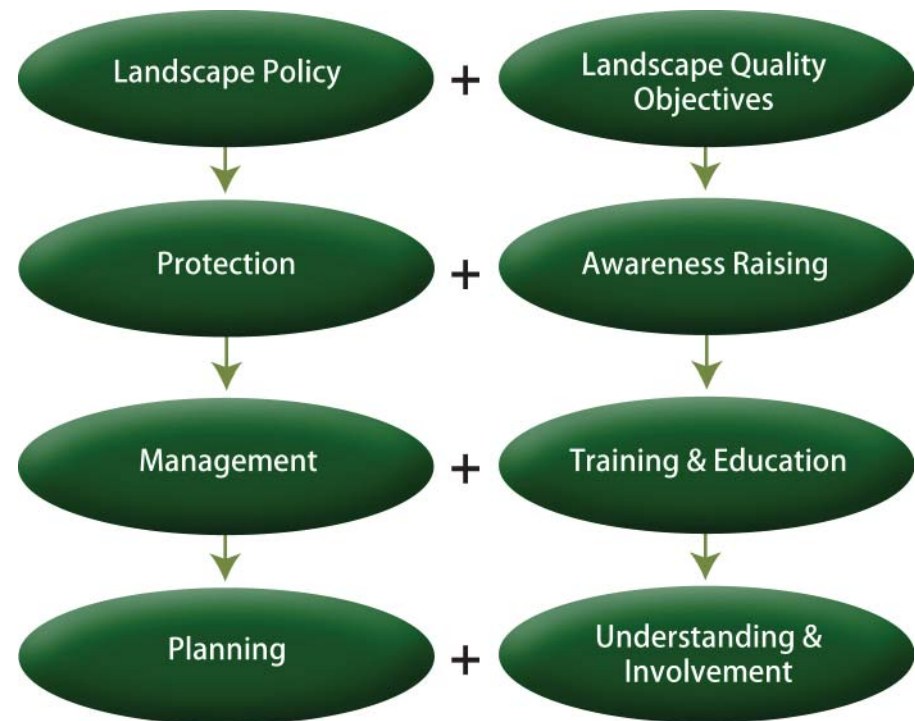 Landscape Policy
+
Landscape Quality
Objectives
Protection
+
Awareness Raising
Management
+
Training & Education
Planning
+
Understanding &
Involvement